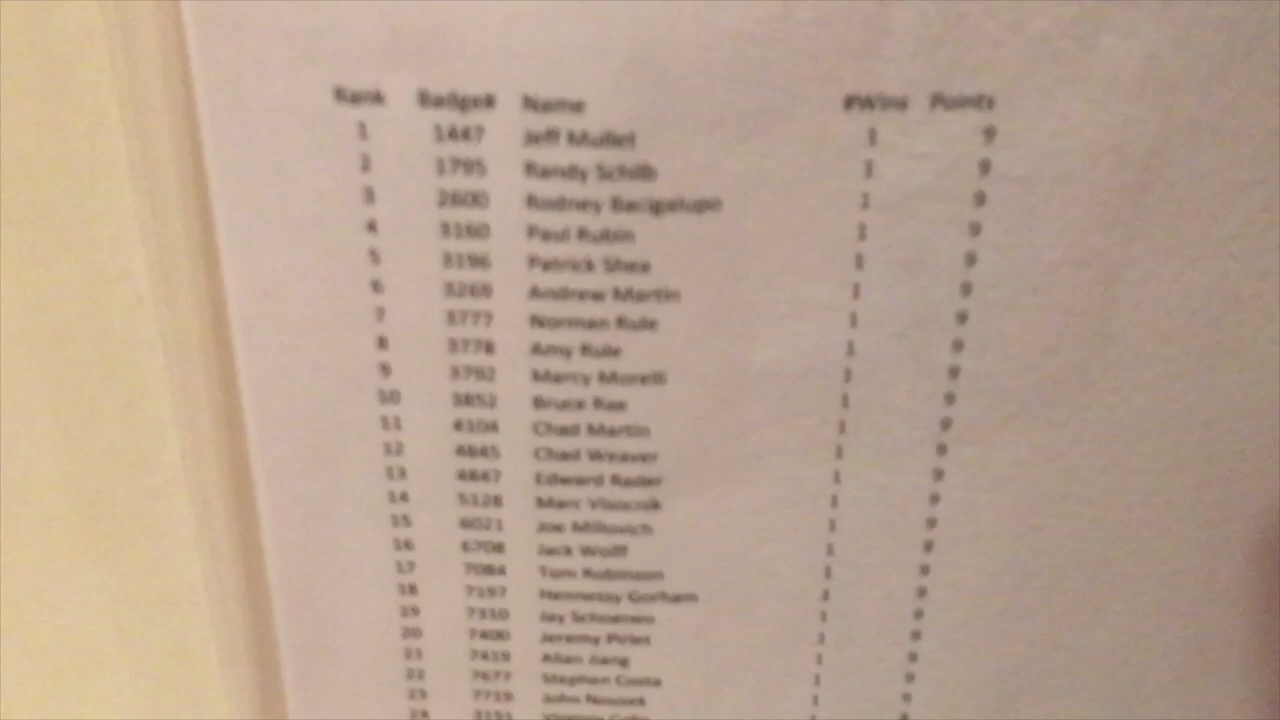 Rank Badge# Name #Wins Points
1 1447 Jeff Mullet 1 9
2 1795 Randy Schilb 1 9
3 2600 Rodney Bacigalupo 1 9
4 3160 Paul Rubin 1 9
5 3196 Patrick Shea 1 9
6 3269 Andrew Martin 1 9
7 3777 Norman Rule 1 9
8 3778 Amy Rule 1 9
9 3792 Marcy Morelli 1 9
10 3852 Bruce Rae 1 9
11 4104 Chad Martin 1 9
12 4845 Chad Weaver 1 9
13 4847 Edward Rader 1 9
14 5128 Marc Visocnik 1 9
15 6021 Joe Millovich 1 9
16 6708 Jack Wolff 1 9
17 7084 Tom Robinson 1 9
18 7197 Hennessy Gorham 1 9
19 7310 Jay Schoenen 1 9
20 7400 Jeremy 1 9
21 7419 Allan Jiang 1 9
22 7677 Stephen Costa 1 9
23 7719 John 1 9
24